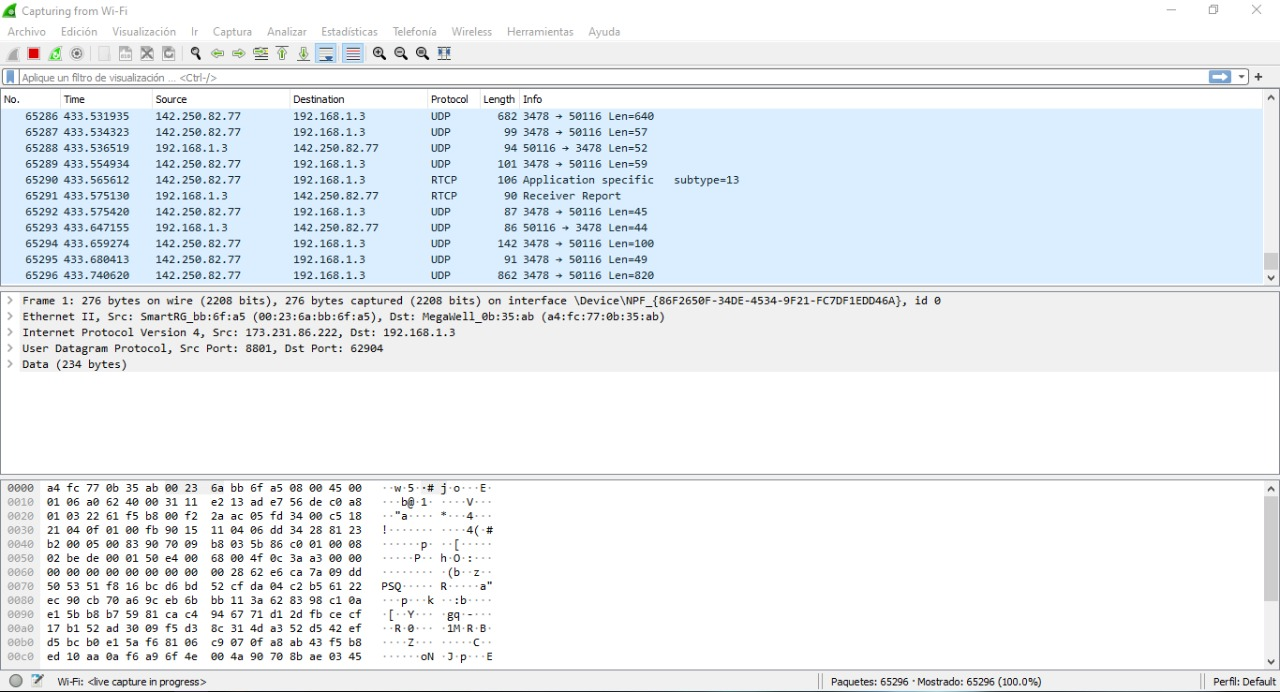 Capturing from Wi-Fi
Archivo Edición Visualización Ir Captura Analizar Estadísticas Telefonía Wireless Herramientas Ayuda
Aplique un filtro de visualización ... <Ctrl-/>
No. Time Source Destination Protocol Length Info
65286 433.531935 142.250.82.77 192.168.1.3 UDP 682 3478 → 50116 Len=640
65287 433.534323 142.250.82.77 192.168.1.3 UDP 99 3478 → 50116 Len=57
65288 433.536519 192.168.1.3 142.250.82.77 UDP 94 50116 → 3478 Len=52
65289 433.554934 142.250.82.77 192.168.1.3 UDP 101 3478 → 50116 Len=59
65290 433.565612 142.250.82.77 192.168.1.3 RTCP 106 Application specific subtype=13
65291 433.575130 192.168.1.3 142.250.82.77 RTCP 90 Receiver Report
65292 433.575420 142.250.82.77 192.168.1.3 UDP 87 3478 → 50116 Len=45
65293 433.647155 192.168.1.3 142.250.82.77 UDP 86 50116 → 3478 Len=44
65294 433.659274 142.250.82.77 192.168.1.3 UDP 142 3478 → 50116 Len=100
65295 433.680413 142.250.82.77 192.168.1.3 UDP 91 3478 → 50116 Len=49
65296 433.740620 142.250.82.77 192.168.1.3 UDP 862 3478 → 50116 Len=820
Frame 1: 276 bytes on wire (2208 bits), 276 bytes captured (2208 bits) on interface \Device\NPF_{86F2650F-34DE-4534-9F21-FC7DF1EDD46A}, id 0
Ethernet II, Src: SmartRG_bb:6f:a5 (00:23:6a:bb:6f:a5), Dst: MegaWell_0b:35:ab (a4:fc:77:0b:35:ab)
Internet Protocol Version 4, Src: 173.231.86.222, Dst: 192.168.1.3
User Datagram Protocol, Src Port: 8801, Dst Port: 62904
Data (234 bytes)
0000 a4 fc 77 0b 35 ab 00 23 6a bb 6f a5 08 00 45 00 ··w·5··# j·o···E·
0010 01 06 a0 62 40 00 31 11 e2 13 ad e7 56 de c0 a8 ···b@·1· ····V···
0020 01 03 22 61 f5 b8 00 f2 2a ac 05 fd 34 00 c5 18 ··"a···· *···4···
0030 21 04 0f 01 00 fb 90 15 11 04 06 dd 34 28 81 23 !······· ····4(·#
0040 b2 00 05 00 83 90 70 09 b8 03 5b 86 c0 01 00 08 ······p· ··[·····
0050 02 be de 00 01 50 e4 00 68 00 4f 0c 3a a3 00 00 ·····P·· h·O·:···
0060 00 00 00 00 00 00 00 00 00 28 62 e6 ca 7a 09 dd ········ ·(b··z··
0070 50 53 51 f8 16 bc d6 bd 52 cf da 04 c2 b5 61 22 PSQ····· R·····a"
0080 ec 90 cb 70 a6 9c eb 6b bb 11 3a 62 83 98 c1 0a ···p···k ··:b····
0090 e1 5b b8 b7 59 81 ca c4 94 67 71 d1 2d fb ce cf ·[··Y··· ·gq·-···
00a0 17 b1 52 ad 30 09 f5 d3 8c 31 4d a3 52 d5 42 ef ··R·0··· ·1M·R·B·
00b0 d5 bc b0 e1 5a f6 81 06 c9 07 0f a8 ab 43 f5 b8 ····Z··· ·····C··
00c0 ed 10 aa 0a f6 a9 6f 4e 00 4a 90 70 8b ae 03 45 ······oN ·J·p···E
Wi-Fi: <live capture in progress> Paquetes: 65296 · Mostrado: 65296 (100.0%) Perfil: Default